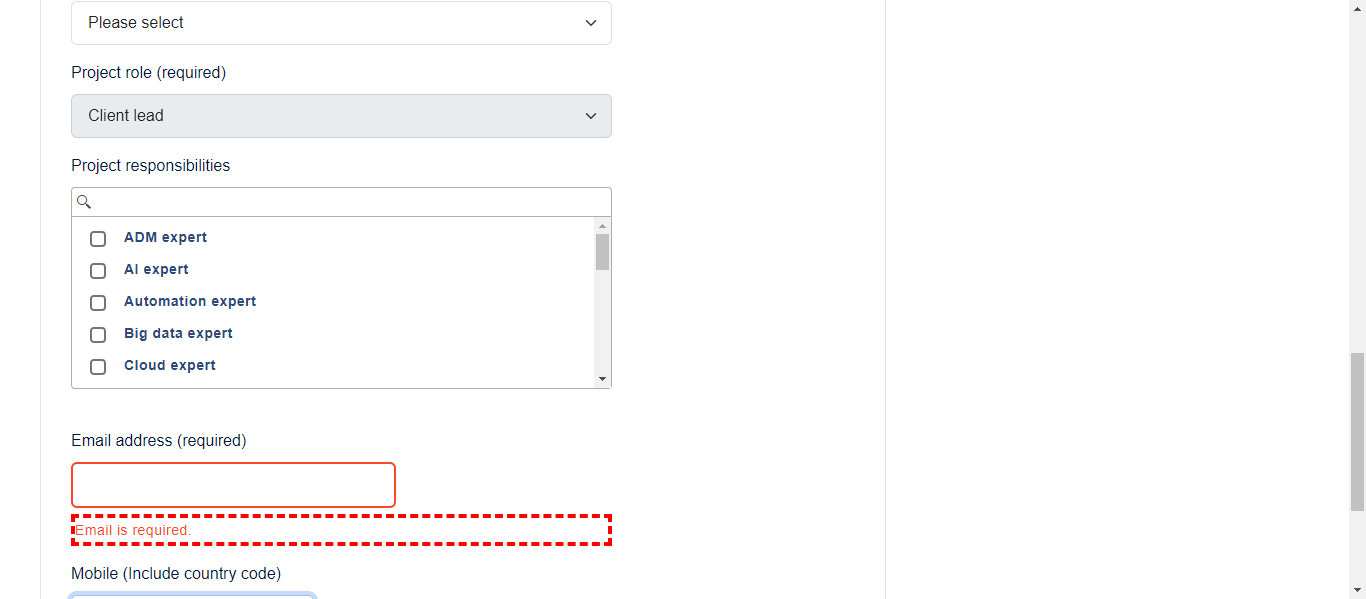 Please select
Project role (required)
Client lead
Project responsibilities
ADM expert
AI expert
Automation expert
Big data expert
Cloud expert
Email address (required)
Email is required.
Mobile (Include country code)